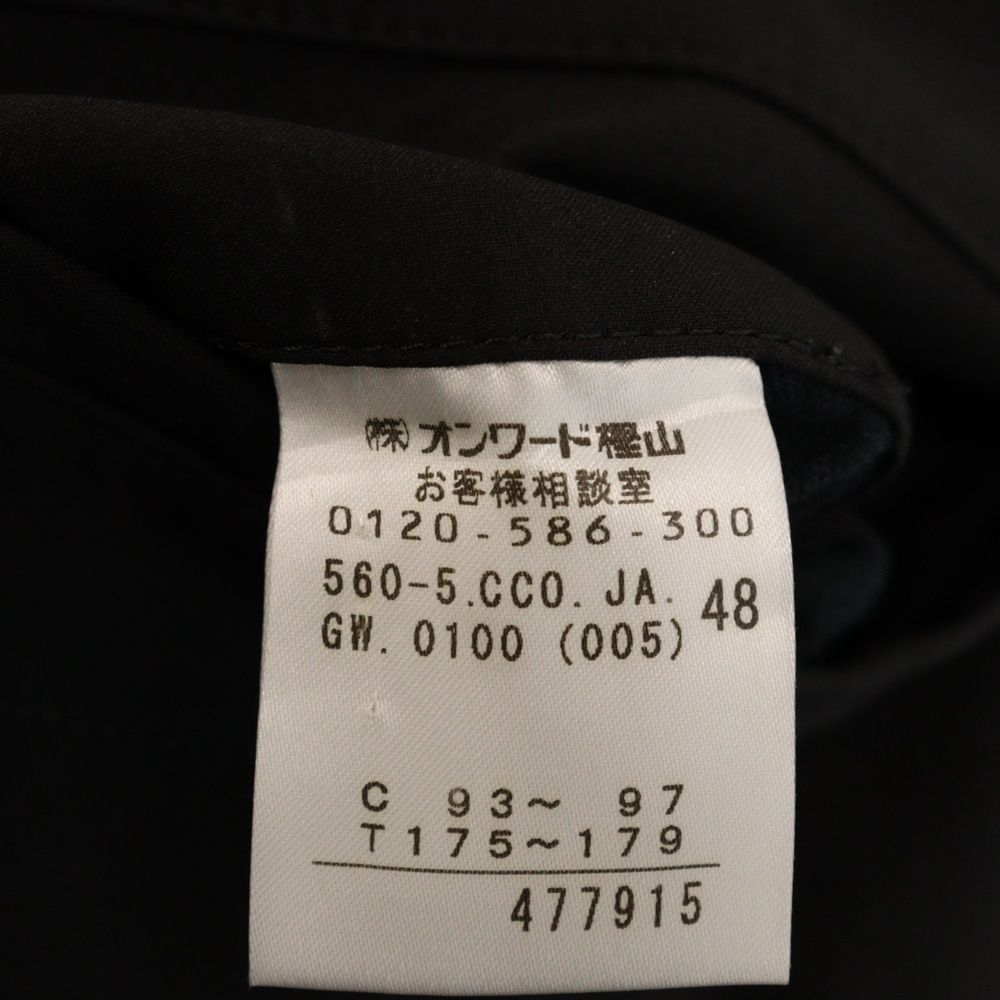 ㈱オンワード樫山
お客様相談室
0120-586-300
560-5.CCO. JA.
GW. 0100 (005) 48
C 93～ 97
T175～179
477915